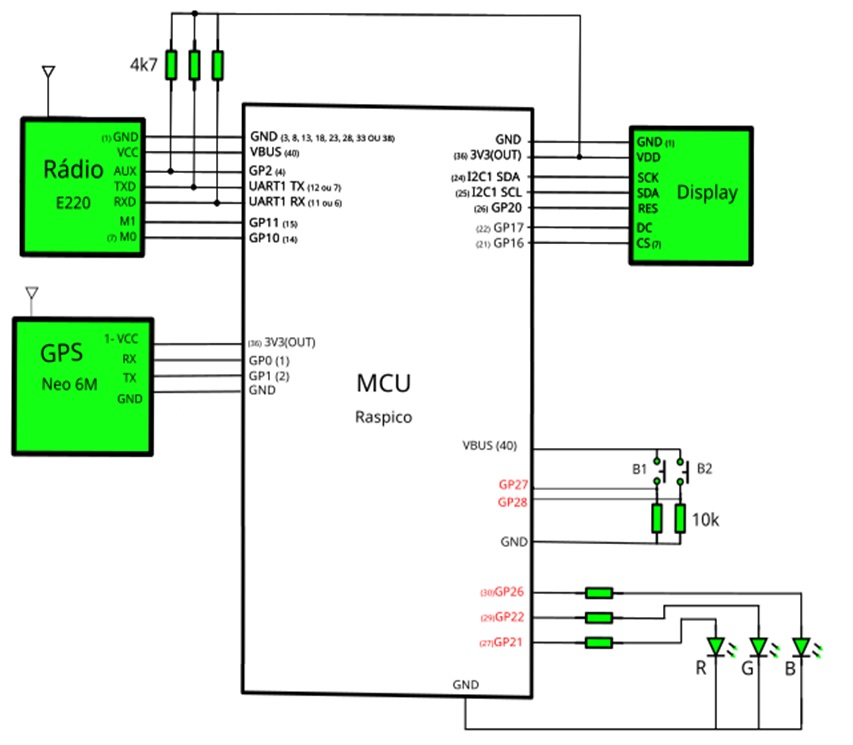 4k7
Rádio
E220
(1) GND
VCC
AUX
TXD
RXD
M1
(7) M0
GND (3, 8, 13, 18, 23, 28, 33 OU 38)
VBUS (40)
GP2 (4)
UART1 TX (12 ou 7)
UART1 RX (11 ou 6)
GP11 (15)
GP10 (14)
GND
(36) 3V3(OUT)
(24) I2C1 SDA
(25) I2C1 SCL
(26) GP20
(22) GP17
(21) GP16
GND (1)
VDD
SCK
SDA
RES
DC
CS (7)
Display
GPS
Neo 6M
1- VCC
RX
TX
GND
(36) 3V3(OUT)
GP0 (1)
GP1 (2)
GND
MCU
Raspico
VBUS (40)
GP27
GP28
GND
B1
B2
10k
(30)GP26
(29)GP22
(27)GP21
R
G
B
GND